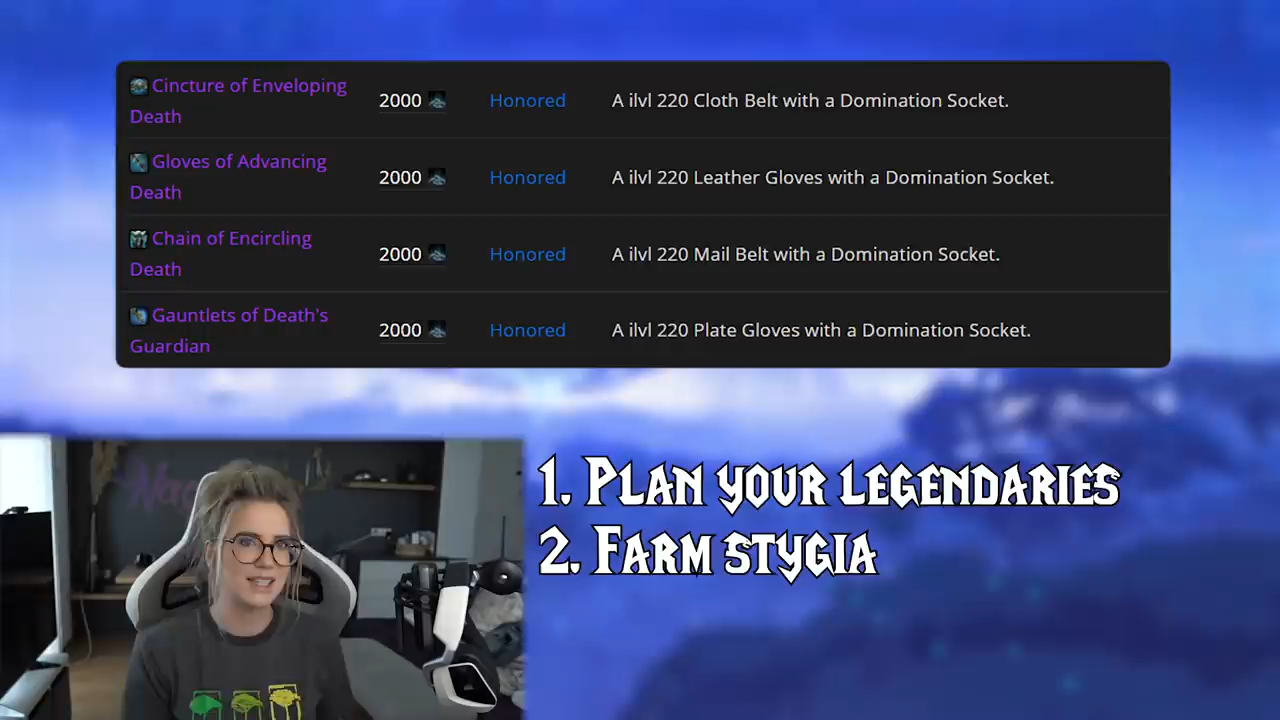 Cincture of Enveloping
Death
2000 Honored A ilvl 220 Cloth Belt with a Domination Socket.
Gloves of Advancing
Death
2000 Honored A ilvl 220 Leather Gloves with a Domination Socket.
Chain of Encircling
Death
2000 Honored A ilvl 220 Mail Belt with a Domination Socket.
Gauntlets of Death's
Guardian
2000 Honored A ilvl 220 Plate Gloves with a Domination Socket.
1. PLAN YOUR LEGENDARIES
2. FARM STYGIA